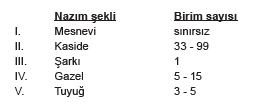 Nazım şekli Birim sayısı
I. Mesnevi sınırsız
II. Kaside 33 - 99
III. Şarkı 1
IV. Gazel 5 - 15
V. Tuyuğ 3 - 5